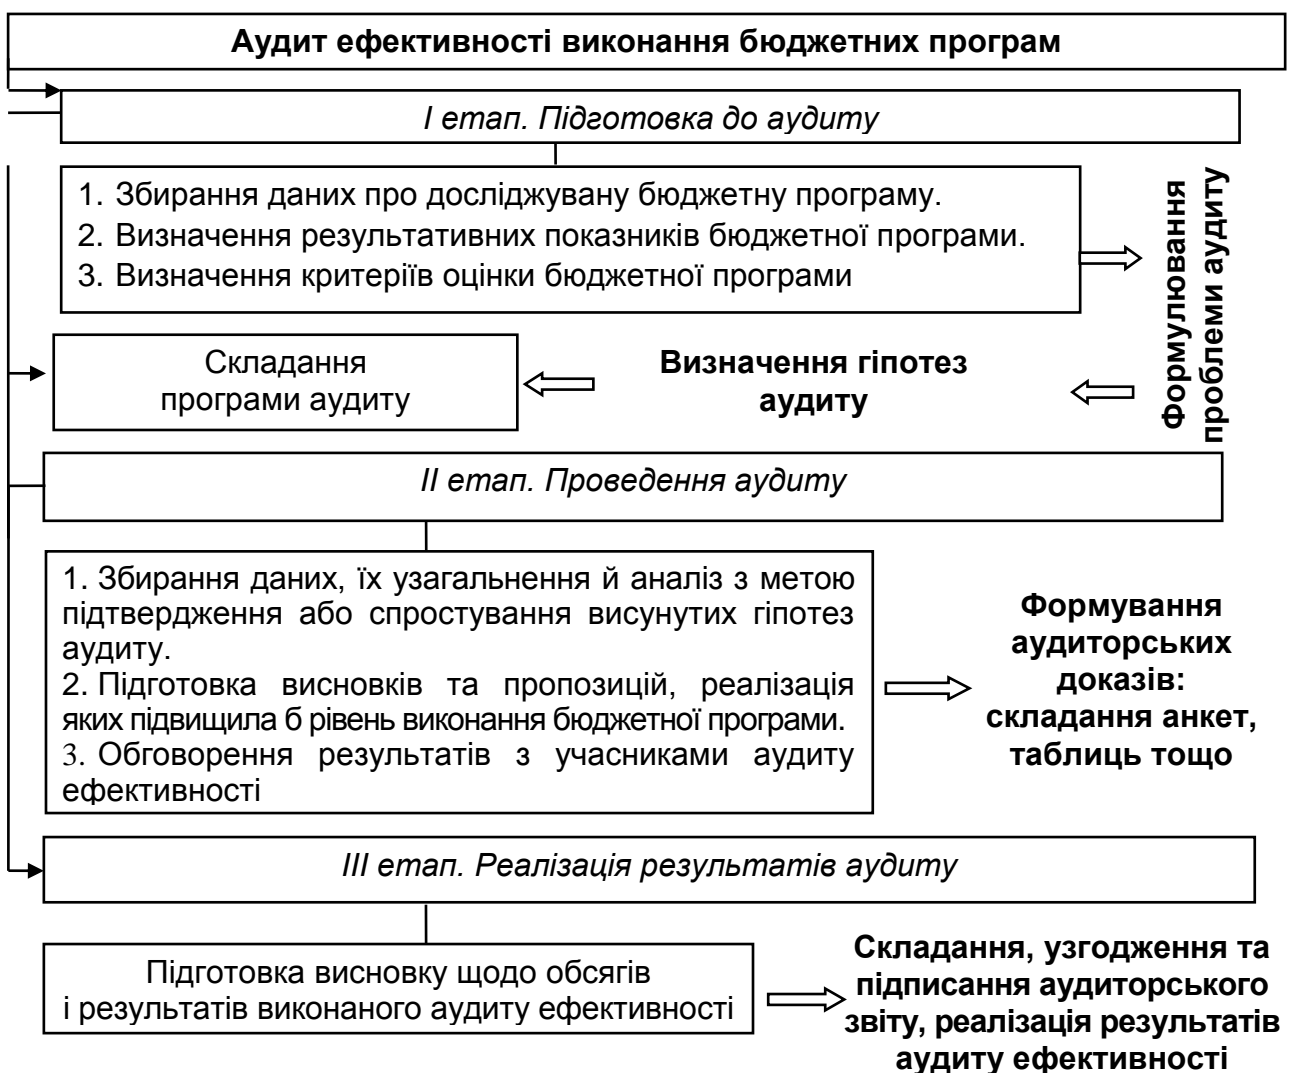 Аудит ефективності виконання бюджетних програм
І етап. Підготовка до аудиту
1. Збирання даних про досліджувану бюджетну програму.
2. Визначення результативних показників бюджетної програми.
3. Визначення критеріїв оцінки бюджетної програми
Формулювання
проблеми аудиту
Визначення гіпотез
аудиту
Складання
програми аудиту
ІІ етап. Проведення аудиту
1. Збирання даних, їх узагальнення й аналіз з метою
підтвердження або спростування висунутих гіпотез
аудиту.
2. Підготовка висновків та пропозицій, реалізація
яких підвищила б рівень виконання бюджетної програми.
3. Обговорення результатів з учасниками аудиту
ефективності
Формування
аудиторських
доказів:
складання анкет,
таблиць тощо
ІІІ етап. Реалізація результатів аудиту
Підготовка висновку щодо обсягів
і результатів виконаного аудиту ефективності
Складання, узгодження та
підписання аудиторського
звіту, реалізація результатів
аудиту ефективності